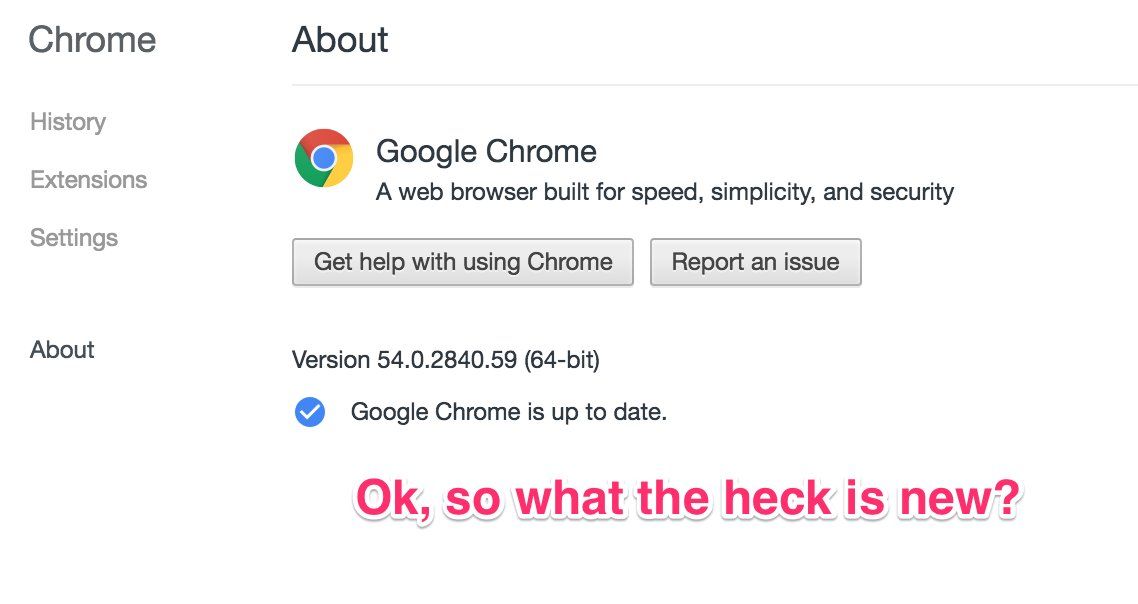 Chrome
About
History
Extensions
Settings
About
Google Chrome
A web browser built for speed, simplicity, and security
Get help with using Chrome
Report an issue
Version 54.0.2840.59 (64-bit)
Google Chrome is up to date.
Ok, so what the heck is new?